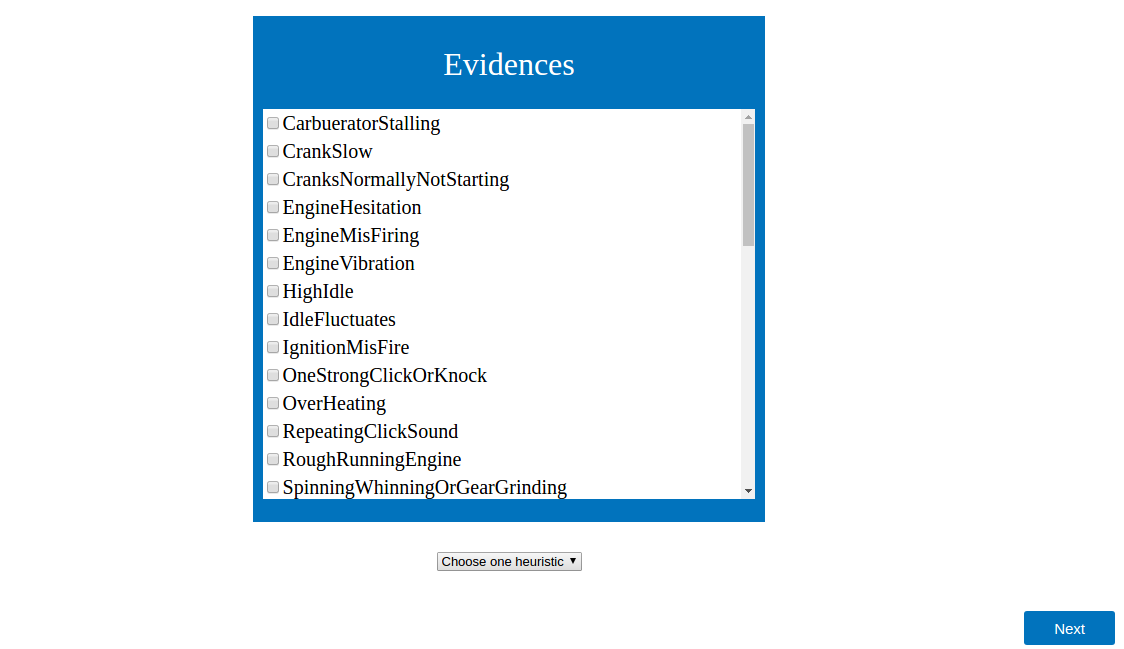 Evidences
CarbueratorStalling
CrankSlow
CranksNormallyNotStarting
EngineHesitation
EngineMisFiring
EngineVibration
HighIdle
IdleFluctuates
IgnitionMisFire
OneStrongClickOrKnock
OverHeating
RepeatingClickSound
RoughRunningEngine
SpinningWhinningOrGearGrinding
Choose one heuristic
Next